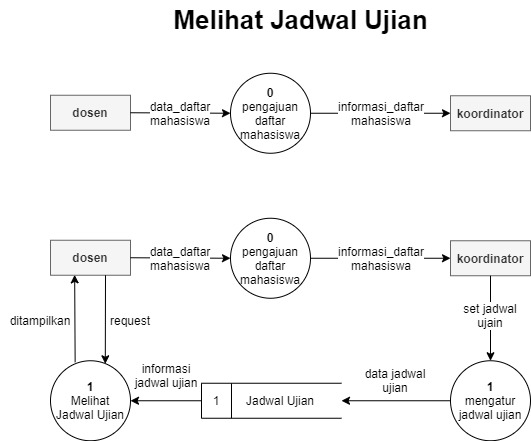 Melihat Jadwal Ujian
dosen
data_daftar
mahasiswa
0
pengajuan
daftar
mahasiswa
informasi_daftar
mahasiswa
koordinator
dosen
data_daftar
mahasiswa
0
pengajuan
daftar
mahasiswa
informasi_daftar
mahasiswa
koordinator
ditampilkan
request
set jadwal
ujain
1
Melihat
Jadwal Ujian
informasi
jadwal ujian
1
Jadwal Ujian
data jadwal
ujian
1
mengatur
jadwal ujian